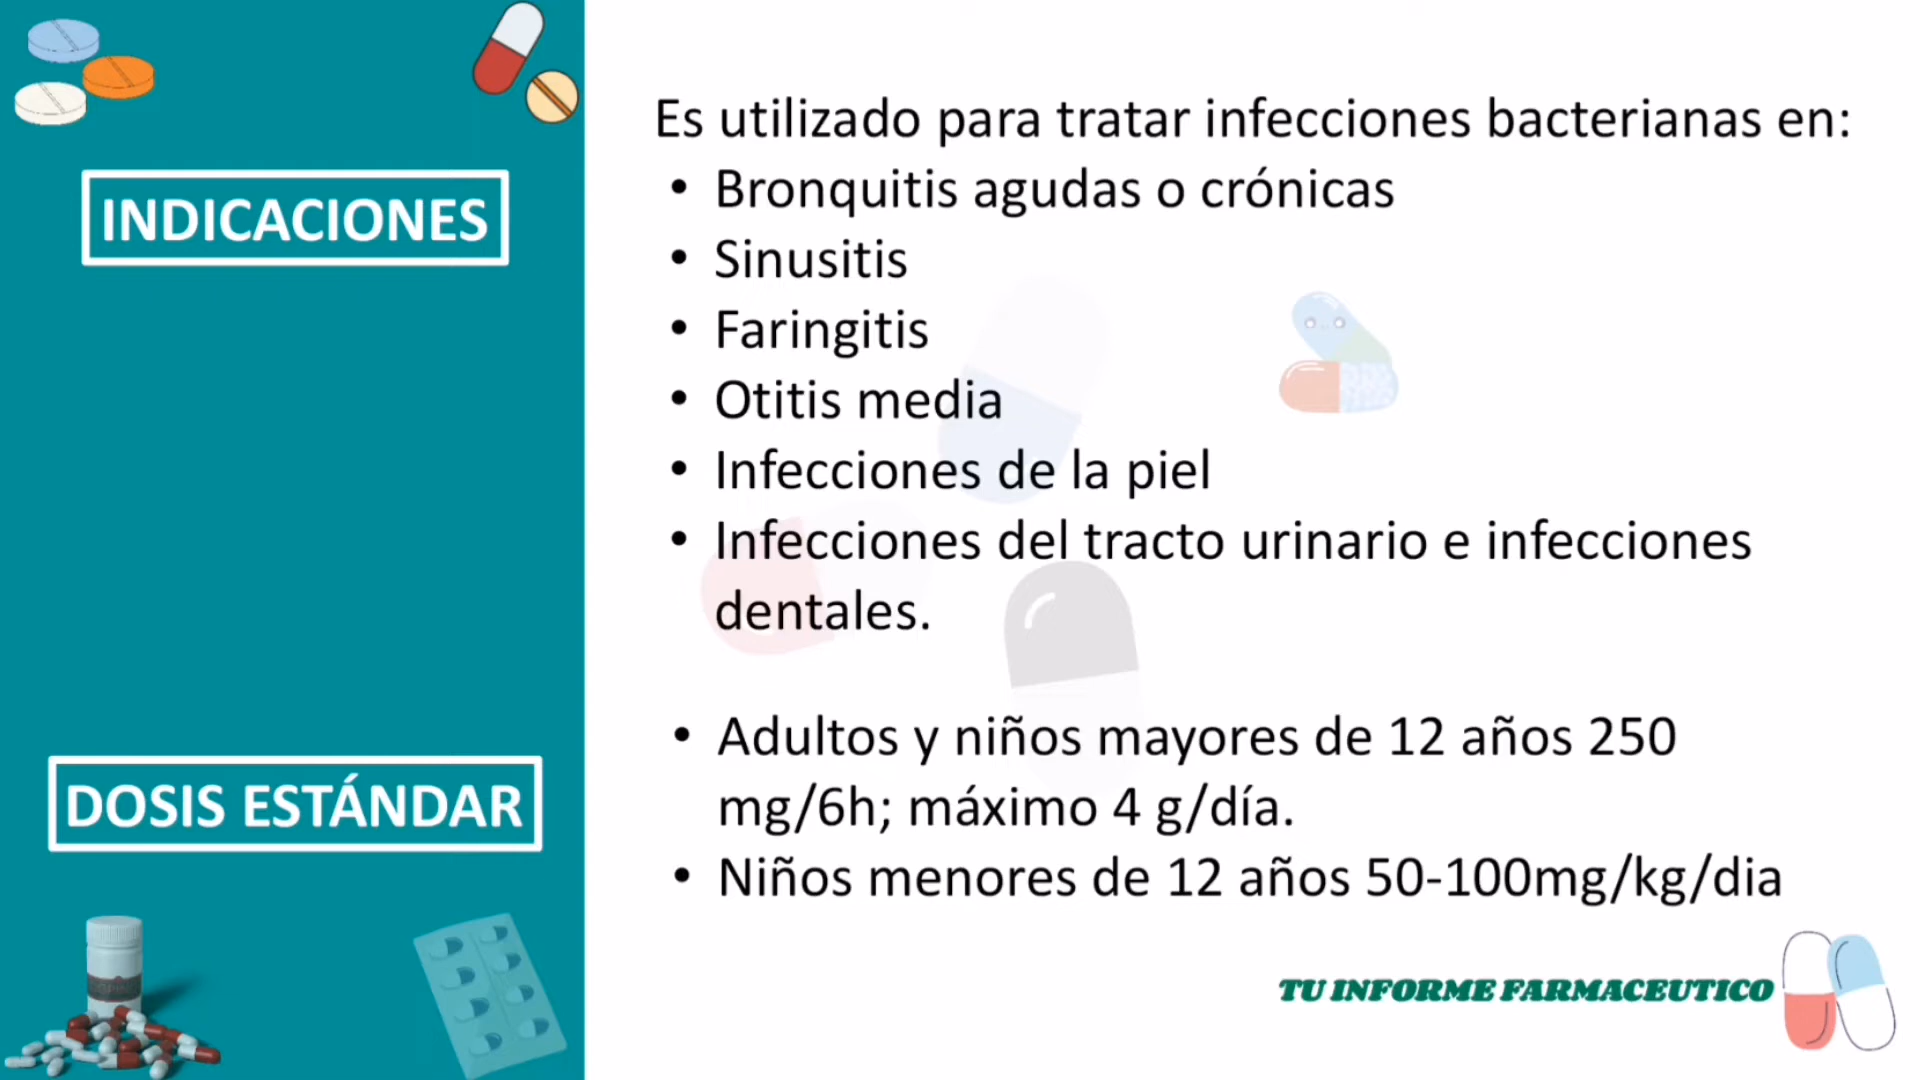 INDICACIONES
Es utilizado para tratar infecciones bacterianas en:
• Bronquitis agudas o crónicas
• Sinusitis
• Faringitis
• Otitis media
• Infecciones de la piel
• Infecciones del tracto urinario e infecciones
dentales.
DOSIS ESTÁNDAR
• Adultos y niños mayores de 12 años 250
mg/6h; máximo 4 g/día.
• Niños menores de 12 años 50-100mg/kg/dia
TU INFORME FARMACEUTICO